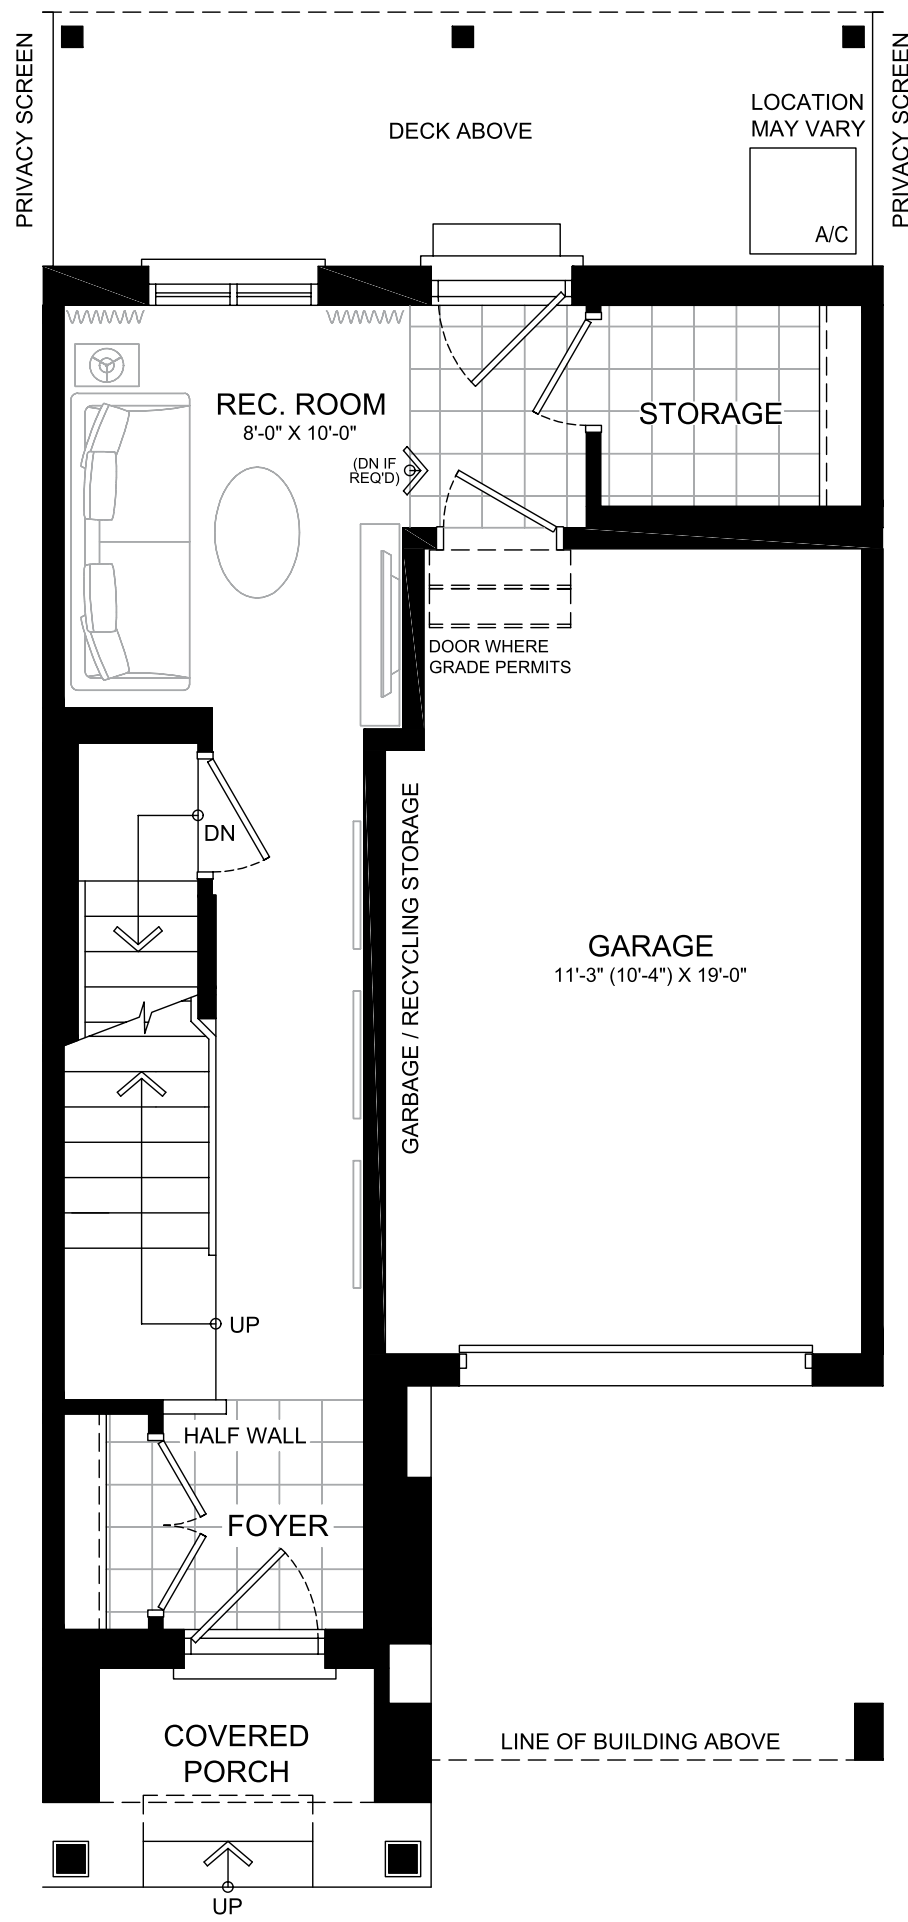 PRIVACY SCREEN
PRIVACY SCREEN
LOCATION
MAY VARY
DECK ABOVE
A/C
REC. ROOM
8'-0" X 10'-0"
STORAGE
(DN IF
REQ'D)
DOOR WHERE
GRADE PERMITS
DN
GARBAGE / RECYCLING STORAGE
GARAGE
11'-3" (10'-4") X 19'-0"
UP
HALF WALL
FOYER
COVERED
PORCH
LINE OF BUILDING ABOVE
UP